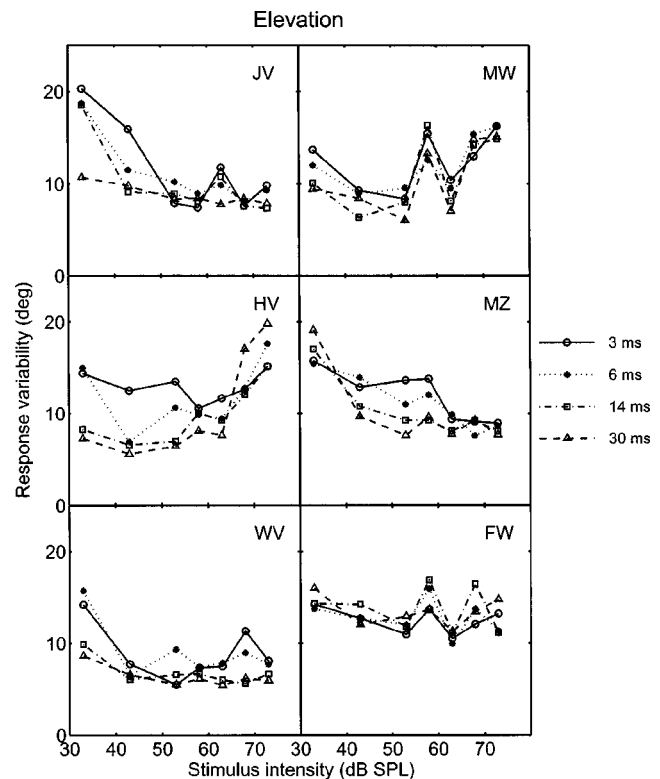 Elevation
JV
MW
20
10
0
HV
MZ
20
10
0
WV
FW
20
10
0
30 40 50 60 70 30 40 50 60 70
Response variability (deg)
Stimulus intensity (dB SPL)
3 ms
6 ms
14 ms
30 ms